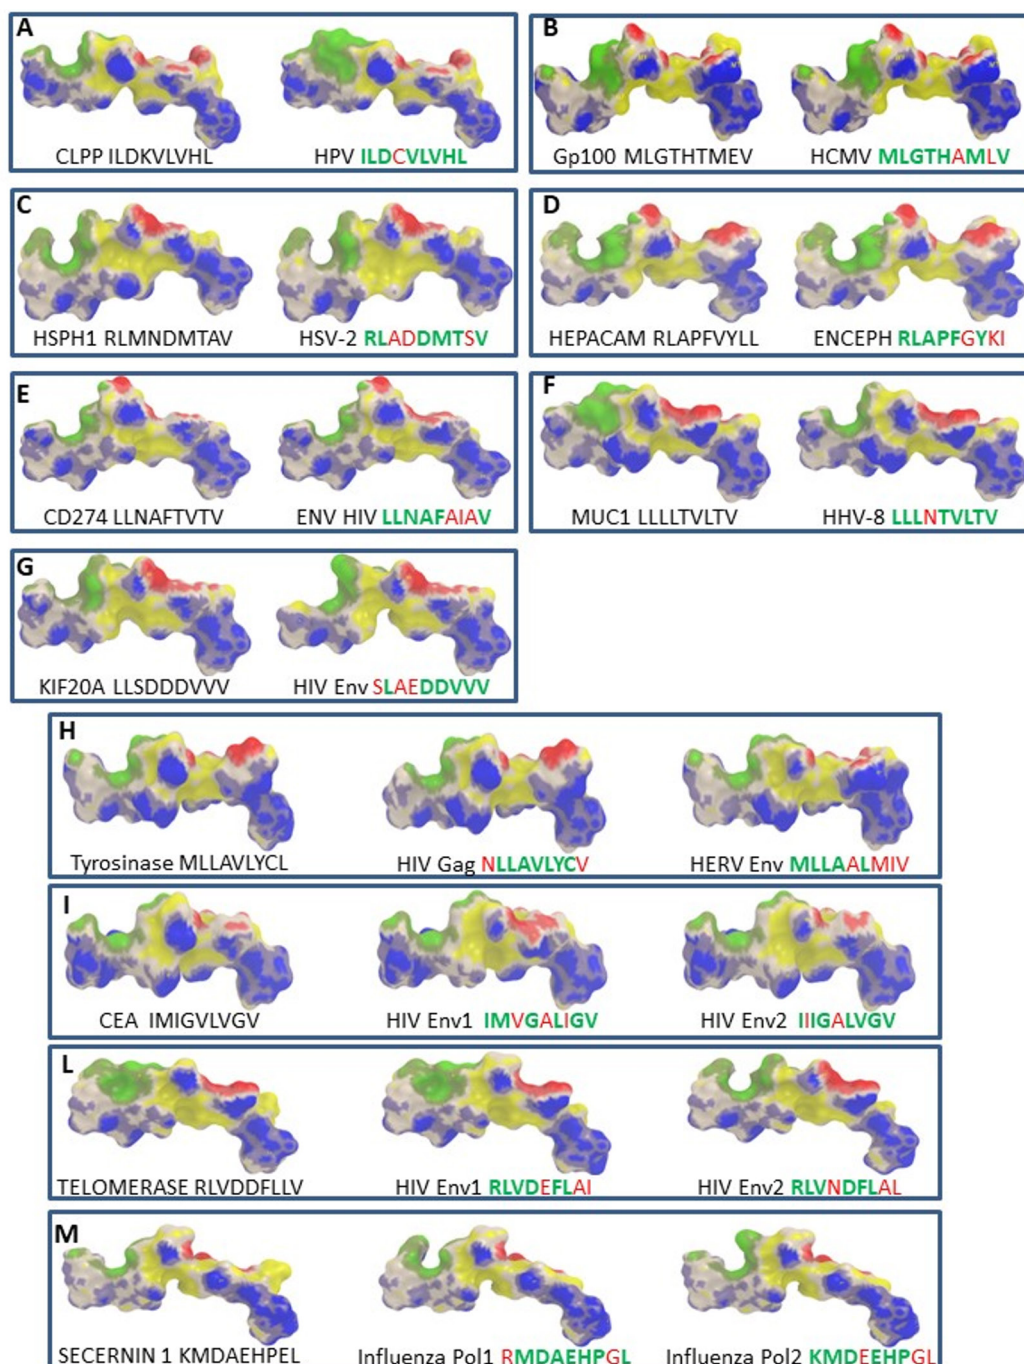 A
CLPP ILDKVLVHL
HPV ILDCVLVHL
B
Gp100 MLGTHTMEV
HCMV MLGTHAMLV
C
HSPH1 RLMNDMTAV
HSV-2 RLADDMTSV
D
HEPACAM RLAPFVYLL
ENCEPH RLAPFGYKI
E
CD274 LLNAFTVTV
ENV HIV LLNAFAIAV
F
MUC1 LLLLTVLTV
HHV-8 LLLNTVLTV
G
KIF20A LLSDDDVVV
HIV Env SLAEDDVVV
H
Tyrosinase MLLAVLYCL
HIV Gag NLLAVLYCV
HERV Env MLLAALMIV
I
CEA IMIGVLVGV
HIV Env1 IMVGALIGV
HIV Env2 IIIGALVGV
L
TELOMERASE RLVDDFLLV
HIV Env1 RLVDEFLAI
HIV Env2 RLVNDFLAL
M
SECERNIN 1 KMDAEHPEL
Influenza Pol1 RMDAEHPGL
Influenza Pol2 KMDEEHPGL